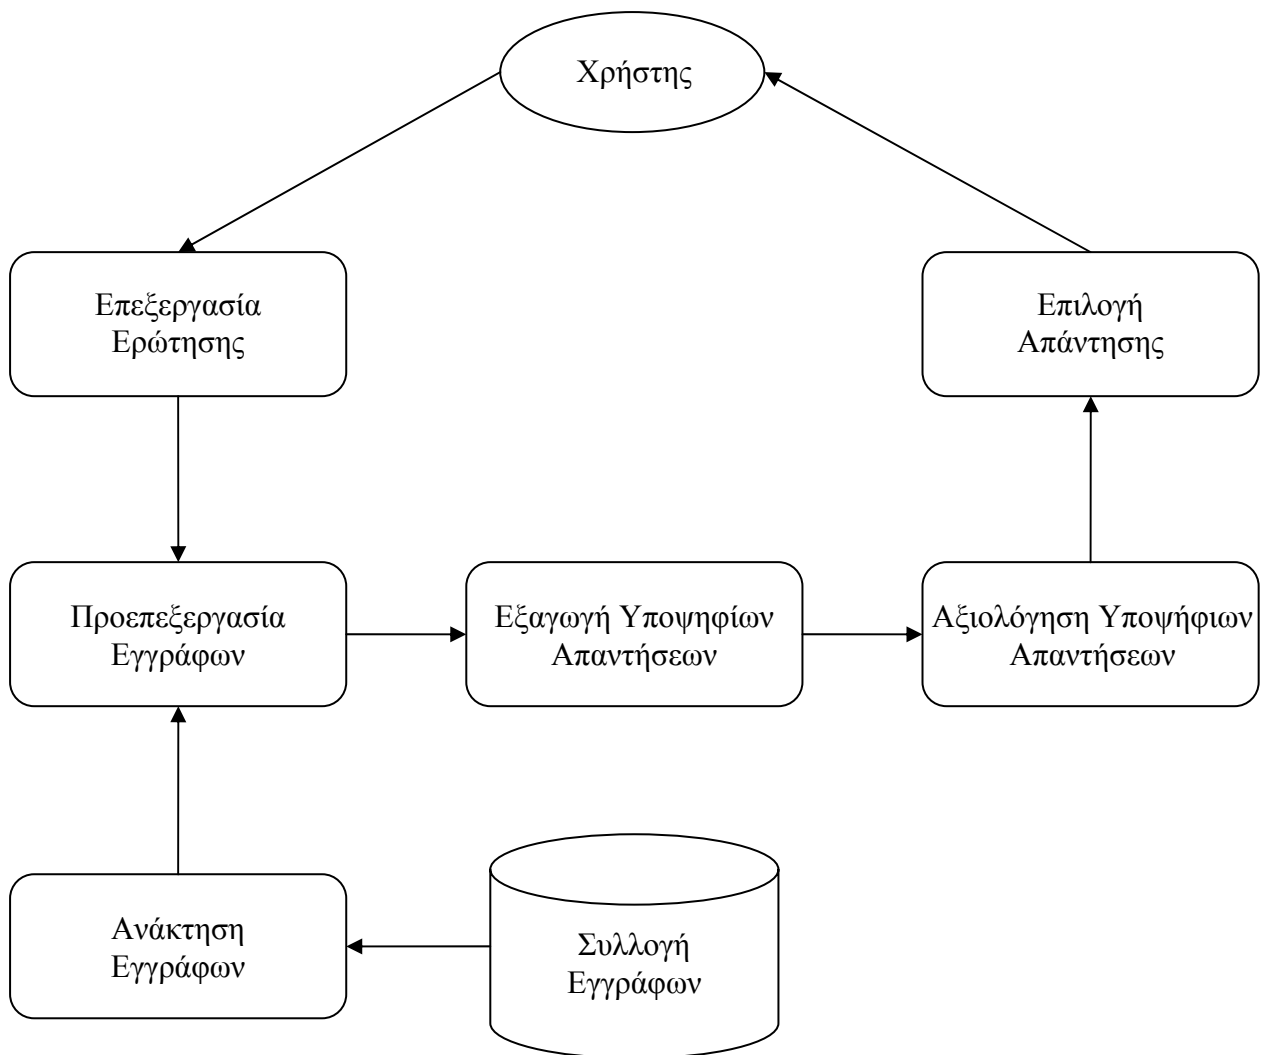 Χρήστης
Επεξεργασία
Ερώτησης
Επιλογή
Απάντησης
Προεπεξεργασία
Εγγράφων
Εξαγωγή Υποψηφίων
Απαντήσεων
Αξιολόγηση Υποψήφιων
Απαντήσεων
Ανάκτηση
Εγγράφων
Συλλογή
Εγγράφων